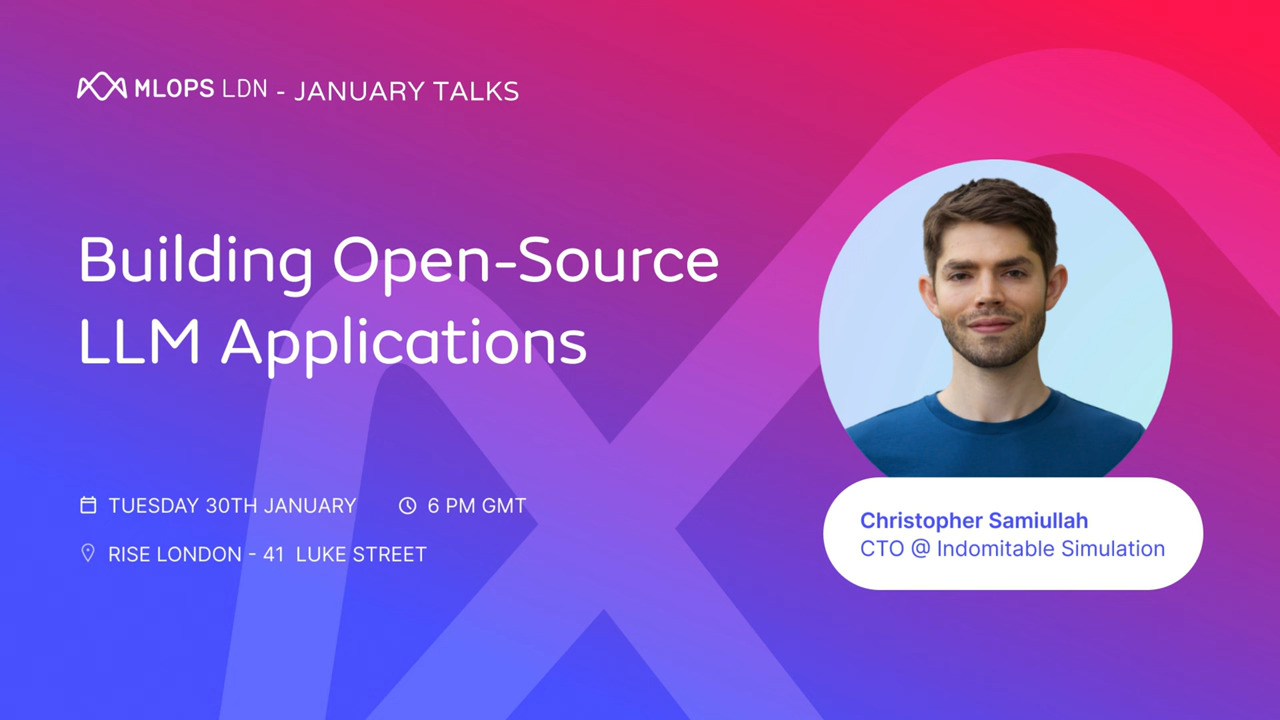 MLOPS LDN - JANUARY TALKS
Building Open-Source
LLM Applications
TUESDAY 30TH JANUARY 6 PM GMT
RISE LONDON - 41 LUKE STREET
Christopher Samiullah
CTO @ Indomitable Simulation